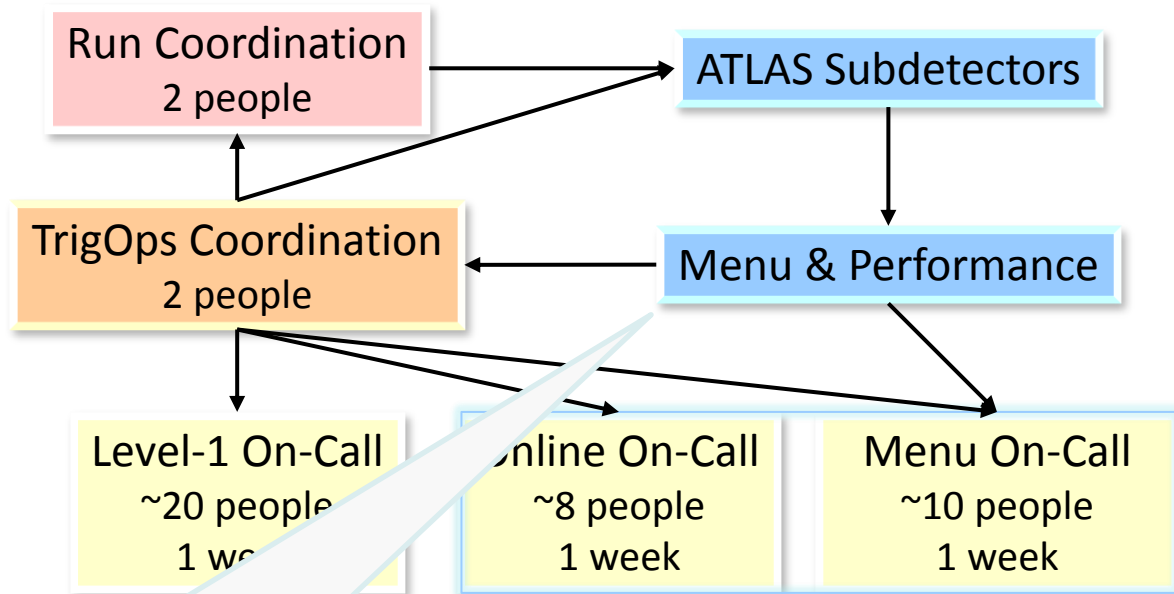 Run Coordination
2 people
ATLAS Subdetectors
TrigOps Coordination
2 people
Menu & Performance
Level-1 On-Call
~20 people
1 we
Online On-Call
~8 people
1 week
Menu On-Call
~10 people
1 week